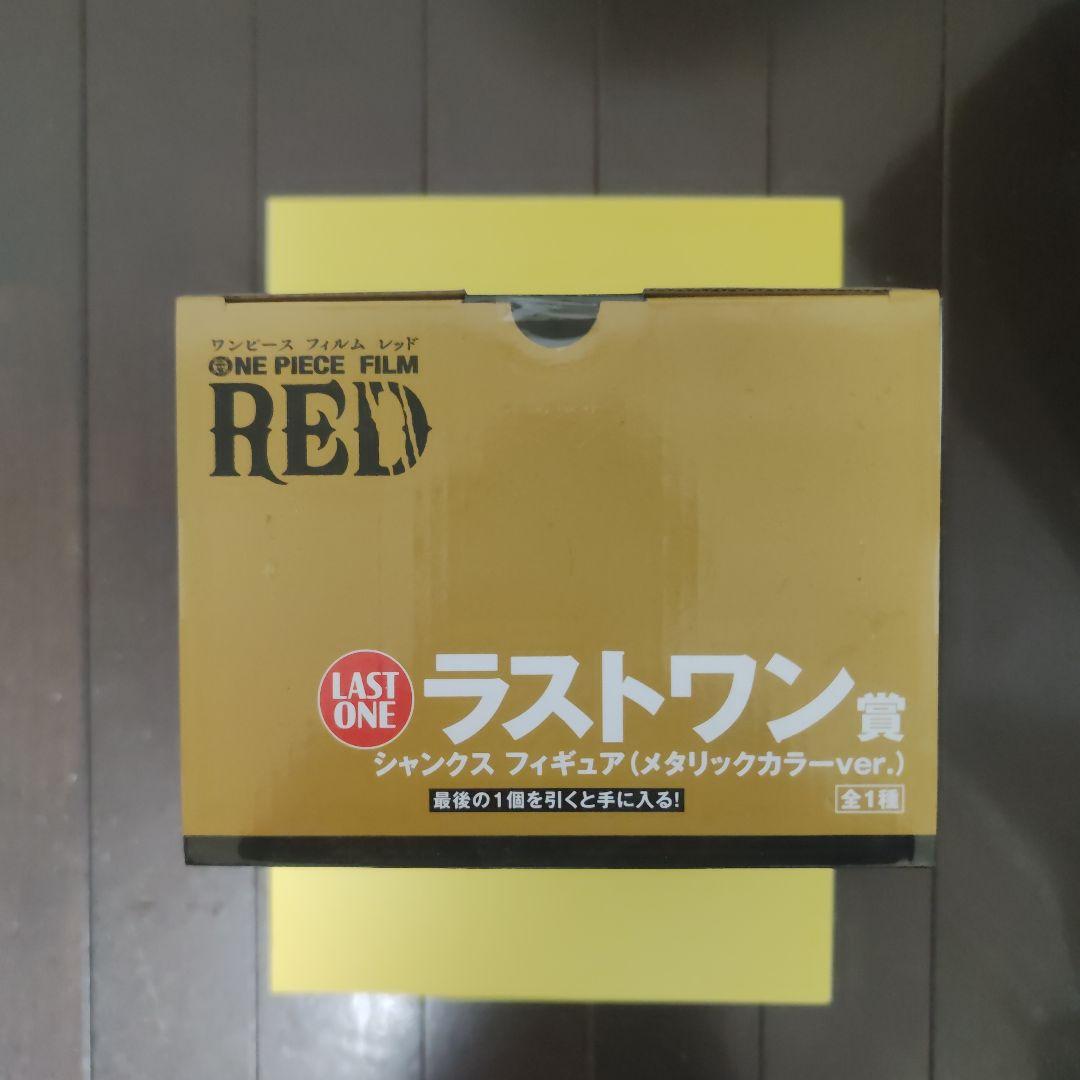 ワンピース フィルム レッド
ONE PIECE FILM
RED
LAST
ONE
ラストワン賞
シャンクス フィギュア(メタリックカラーver.)
最後の1個を引くと手に入る!
全1種